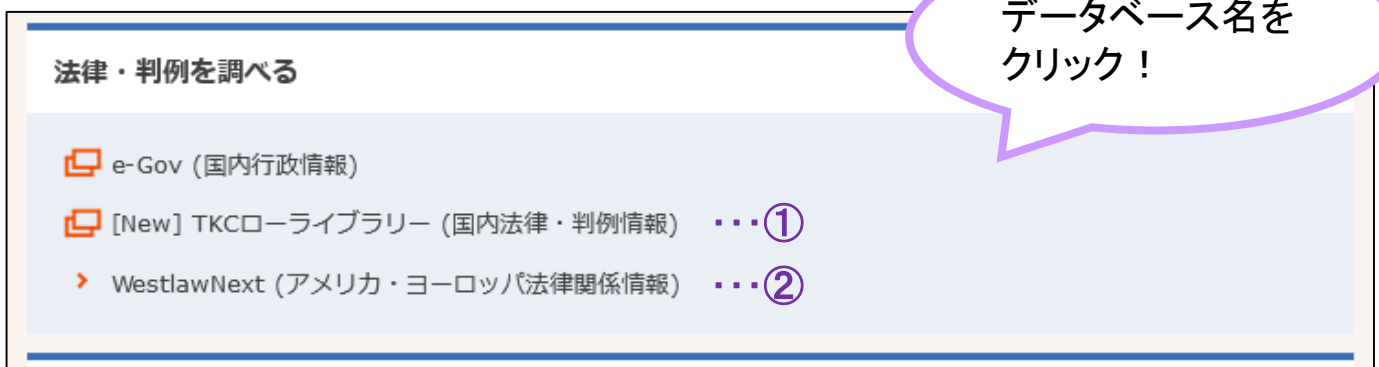 データベース名を
クリック！
法律・判例を調べる
e-Gov (国内行政情報)
[New] TKCローライブラリー (国内法律・判例情報) ・・・①
WestlawNext (アメリカ・ヨーロッパ法律関係情報) ・・・②